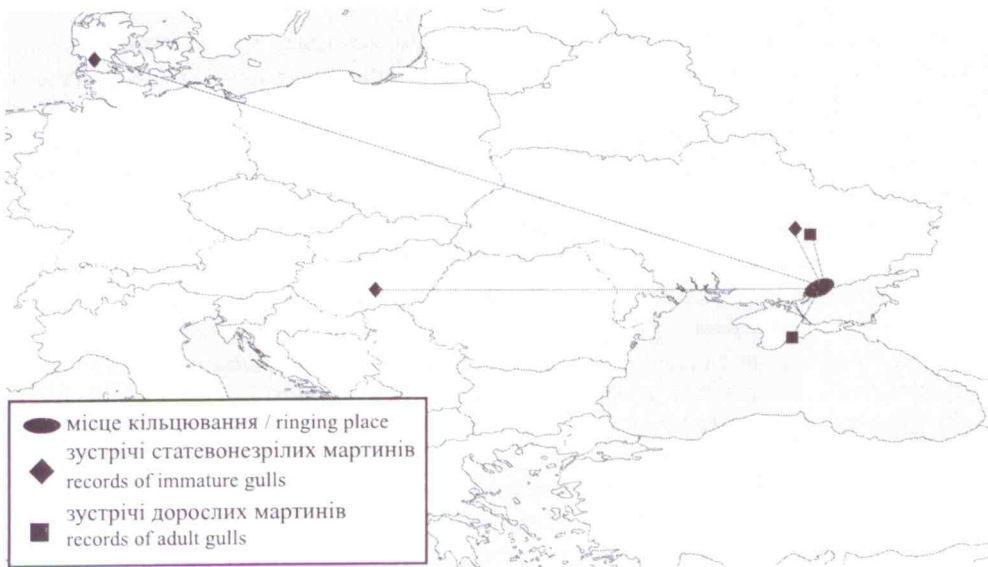 місце кільцювання / ringing place
зустрічі статевонезрілих мартинів
records of immature gulls
зустрічі дорослих мартинів
records of adult gulls